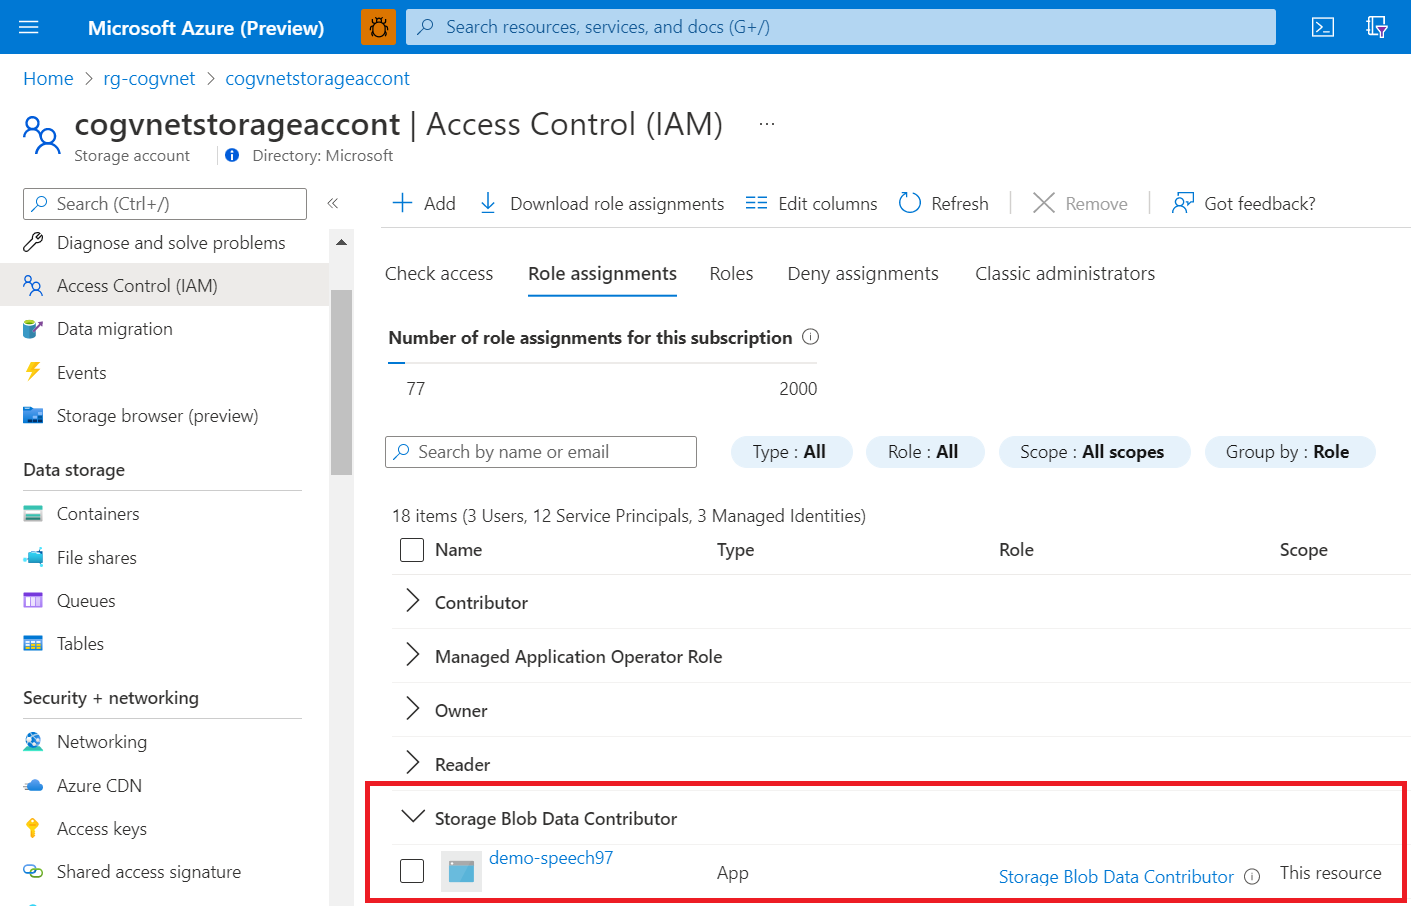 Microsoft Azure (Preview)
Search resources, services, and docs (G+/)
Home > rg-cogvnet > cogvnetstorageaccont
cogvnetstorageaccont | Access Control (IAM) ...
Storage account
Directory: Microsoft
Search (Ctrl+/)
«
Add
Download role assignments
Edit columns
Refresh
Remove
Got feedback?
Diagnose and solve problems
Access Control (IAM)
Data migration
Events
Storage browser (preview)
Data storage
Containers
File shares
Queues
Tables
Security + networking
Networking
Azure CDN
Access keys
Shared access signature
Check access
Role assignments
Roles
Deny assignments
Classic administrators
Number of role assignments for this subscription
77
2000
Search by name or email
Type : All
Role : All
Scope : All scopes
Group by : Role
18 items (3 Users, 12 Service Principals, 3 Managed Identities)
Name Type Role Scope
Contributor
Managed Application Operator Role
Owner
Reader
Storage Blob Data Contributor
demo-speech97 App Storage Blob Data Contributor This resource